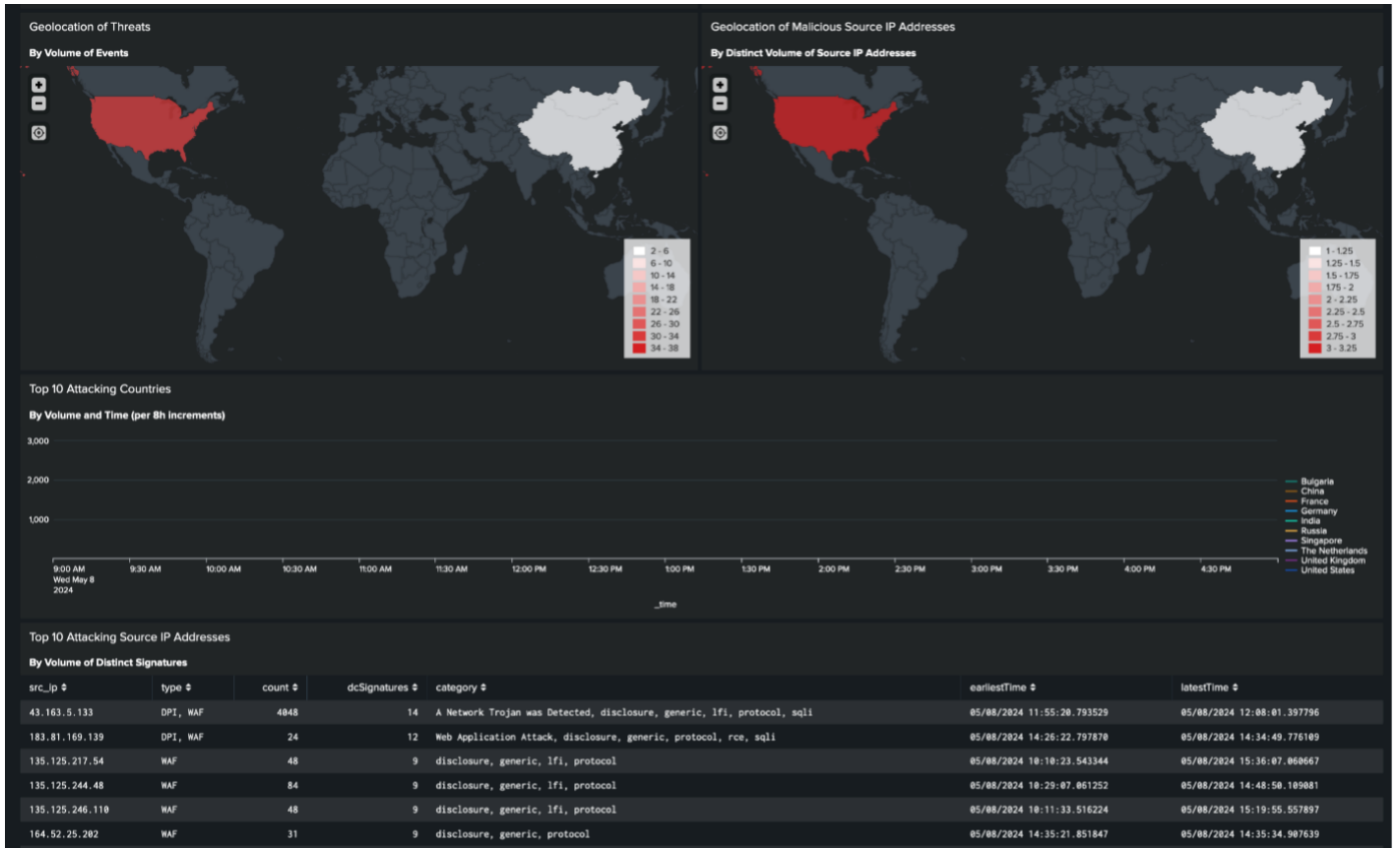 Geolocation of Threats
By Volume of Events
2 - 6
6 - 10
10 - 14
14 - 18
18 - 22
22 - 26
26 - 30
30 - 34
34 - 38
Geolocation of Malicious Source IP Addresses
By Distinct Volume of Source IP Addresses
1 - 1.25
1.25 - 1.5
1.5 - 1.75
1.75 - 2
2 - 2.25
2.25 - 2.5
2.5 - 2.75
2.75 - 3
3 - 3.25
Top 10 Attacking Countries
By Volume and Time (per 8h increments)
3,000
2,000
1,000
Bulgaria
China
France
Germany
India
Russia
Singapore
The Netherlands
United Kingdom
United States
9:00 AM 9:30 AM 10:00 AM 10:30 AM 11:00 AM 11:30 AM 12:00 PM 12:30 PM 1:00 PM 1:30 PM 2:00 PM 2:30 PM 3:00 PM 3:30 PM 4:00 PM 4:30 PM
Wed May 8
2024
_time
Top 10 Attacking Source IP Addresses
By Volume of Distinct Signatures
src_ip type count dcSignatures category earliestTime latestTime
43.163.5.133 DPI, WAF 4048 14 A Network Trojan was Detected, disclosure, generic, lfi, protocol, sqli 05/08/2024 11:55:20.793529 05/08/2024 12:08:01.397796
183.81.169.139 DPI, WAF 24 12 Web Application Attack, disclosure, generic, protocol, rce, sqli 05/08/2024 14:26:22.797870 05/08/2024 14:34:49.776109
135.125.217.54 WAF 48 9 disclosure, generic, lfi, protocol 05/08/2024 10:10:23.543344 05/08/2024 15:36:07.060667
135.125.244.48 WAF 84 9 disclosure, generic, lfi, protocol 05/08/2024 10:29:07.061252 05/08/2024 14:48:50.109081
135.125.246.110 WAF 48 9 disclosure, generic, lfi, protocol 05/08/2024 10:11:33.516224 05/08/2024 15:19:55.557897
164.52.25.202 WAF 31 9 disclosure, generic, protocol 05/08/2024 14:35:21.851847 05/08/2024 14:35:34.907639